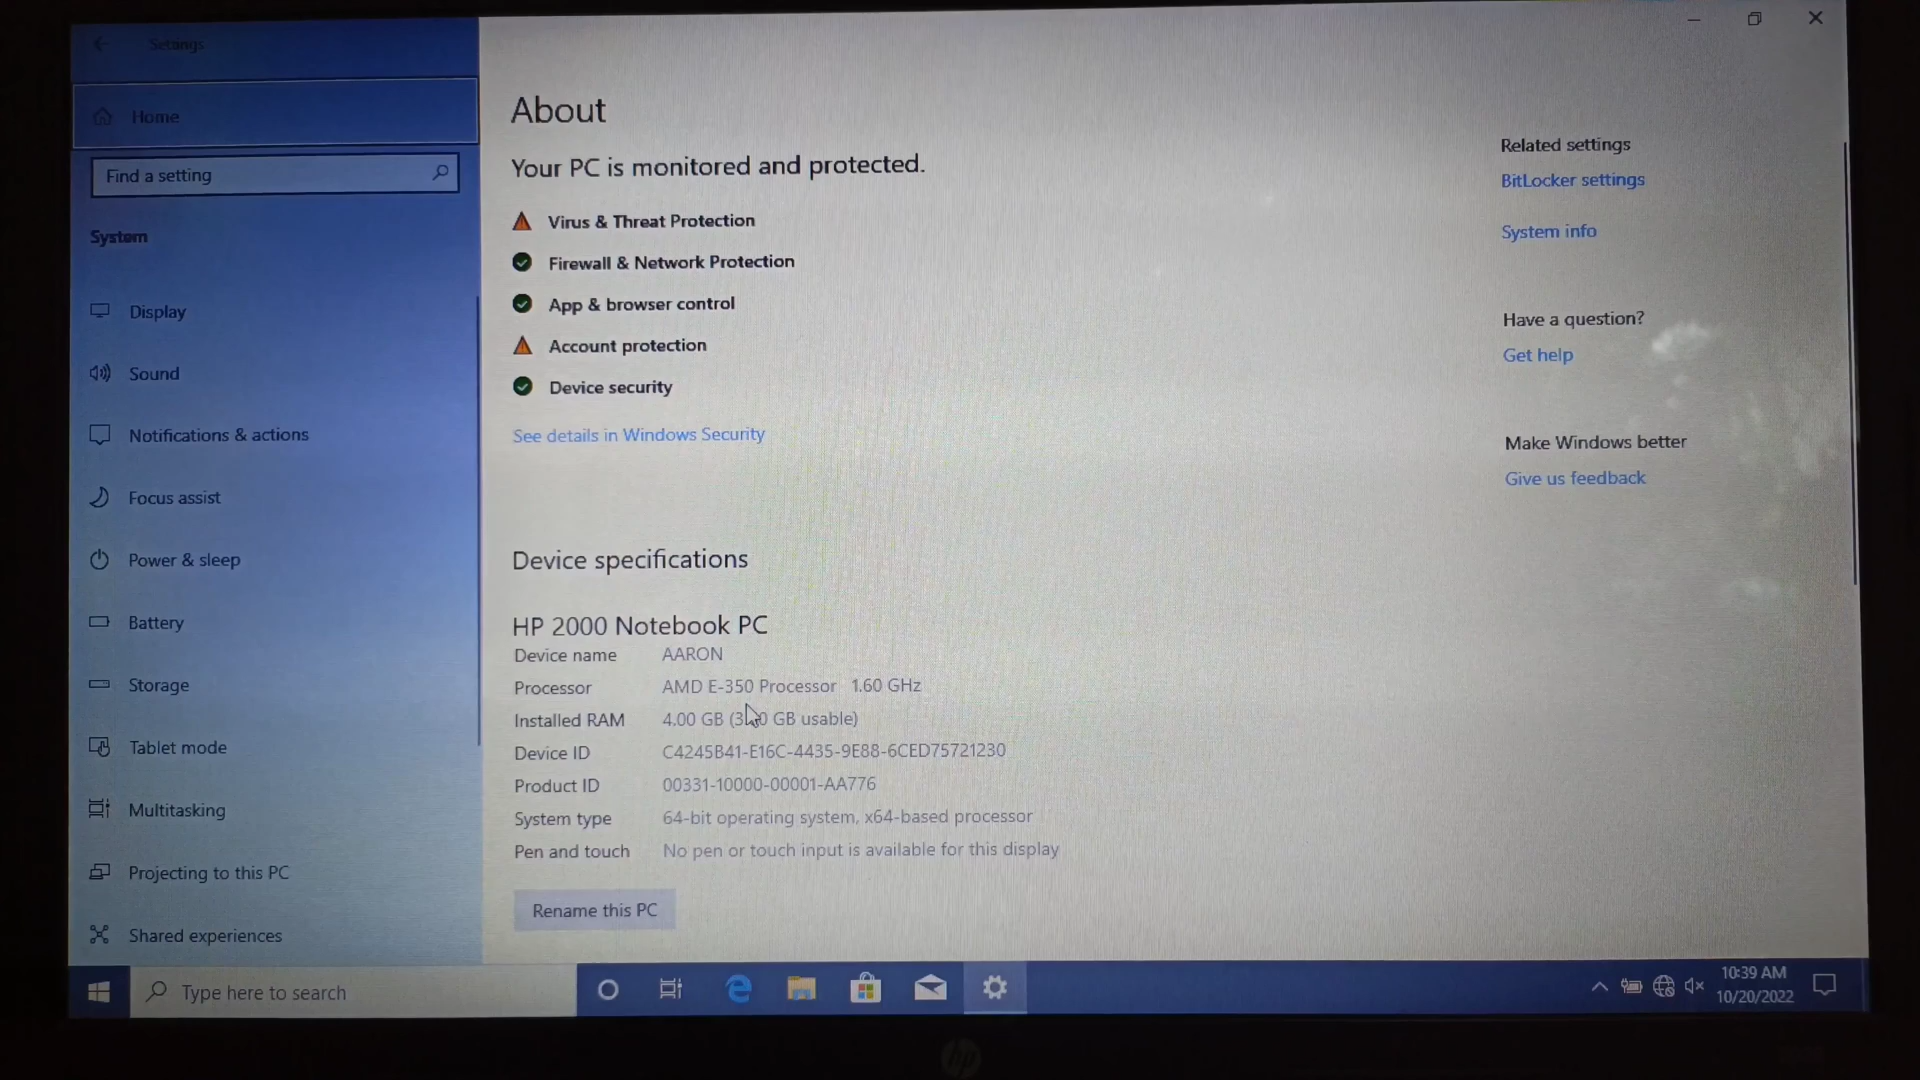 Settings
Home
Find a setting
System
Display
Sound
Notifications & actions
Focus assist
Power & sleep
Battery
Storage
Tablet mode
Multitasking
Projecting to this PC
Shared experiences
About
Your PC is monitored and protected.
Virus & Threat Protection
Firewall & Network Protection
App & browser control
Account protection
Device security
See details in Windows Security
Device specifications
HP 2000 Notebook PC
Device name AARON
Processor AMD E-350 Processor 1.60 GHz
Installed RAM 4.00 GB GB usable)
Device ID C4245B41-E16C-4435-9E88-6CED75721230
Product ID 00331-10000-00001-AA776
System type 64-bit operating system, x64-based processor
Pen and touch No pen or touch input is available for this display
Rename this PC
Related settings
BitLocker settings
System info
Have a question?
Get help
Make Windows better
Give us feedback
Type here to search
10:39 AM
10/20/2022
hp